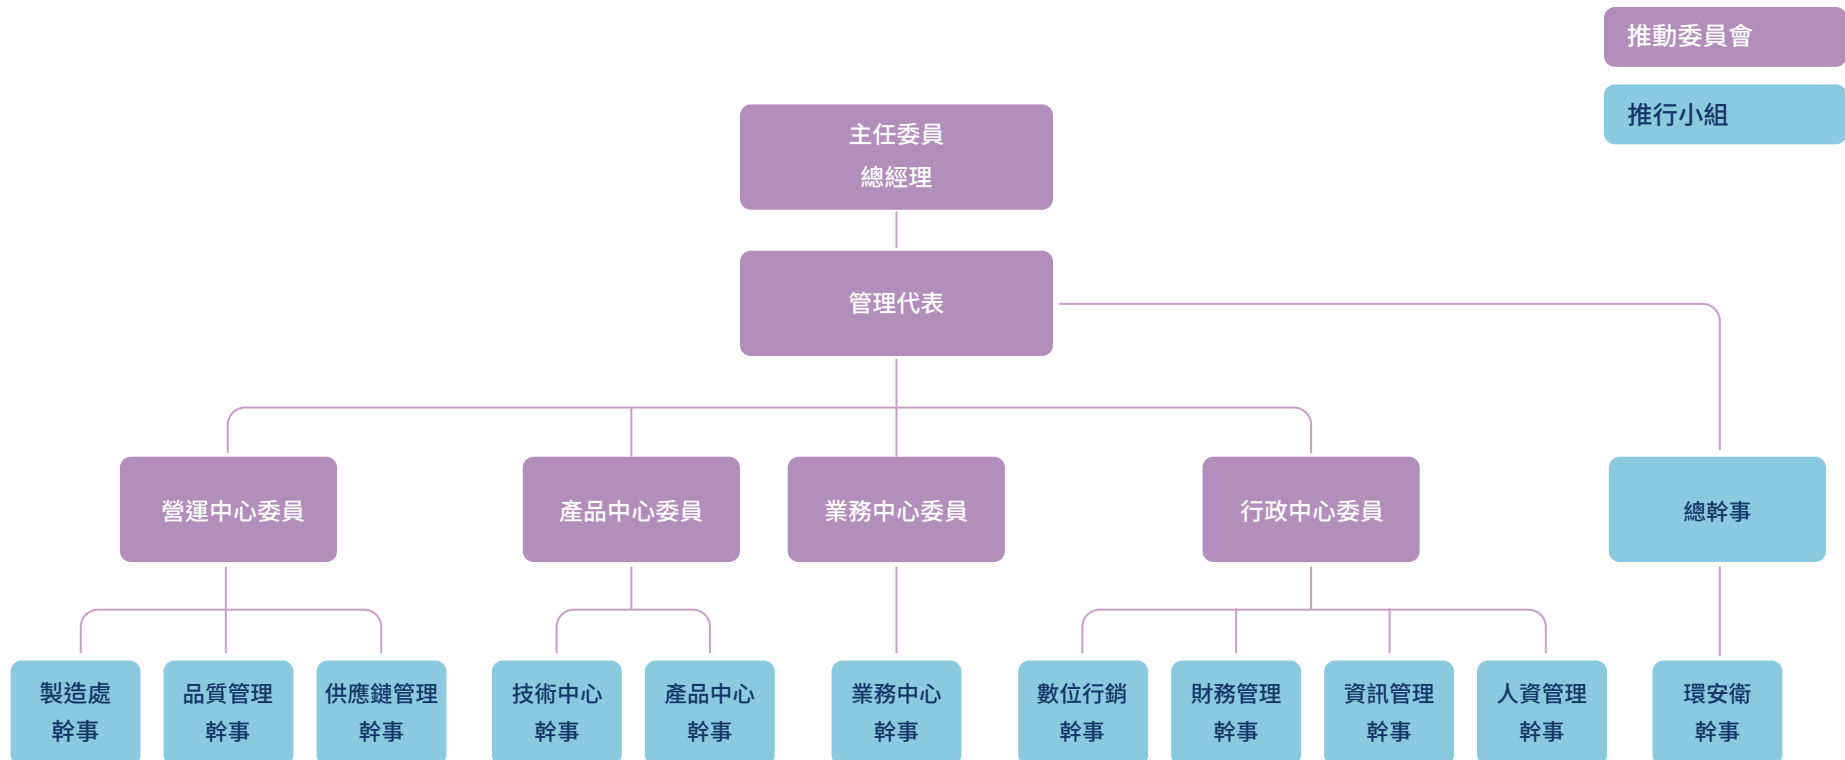 推動委員會
推行小組
主任委員
總經理
管理代表
營運中心委員
產品中心委員
業務中心委員
行政中心委員
總幹事
製造處
幹事
品質管理
幹事
供應鏈管理
幹事
技術中心
幹事
產品中心
幹事
業務中心
幹事
數位行銷
幹事
財務管理
幹事
資訊管理
幹事
人資管理
幹事
環安衛
幹事